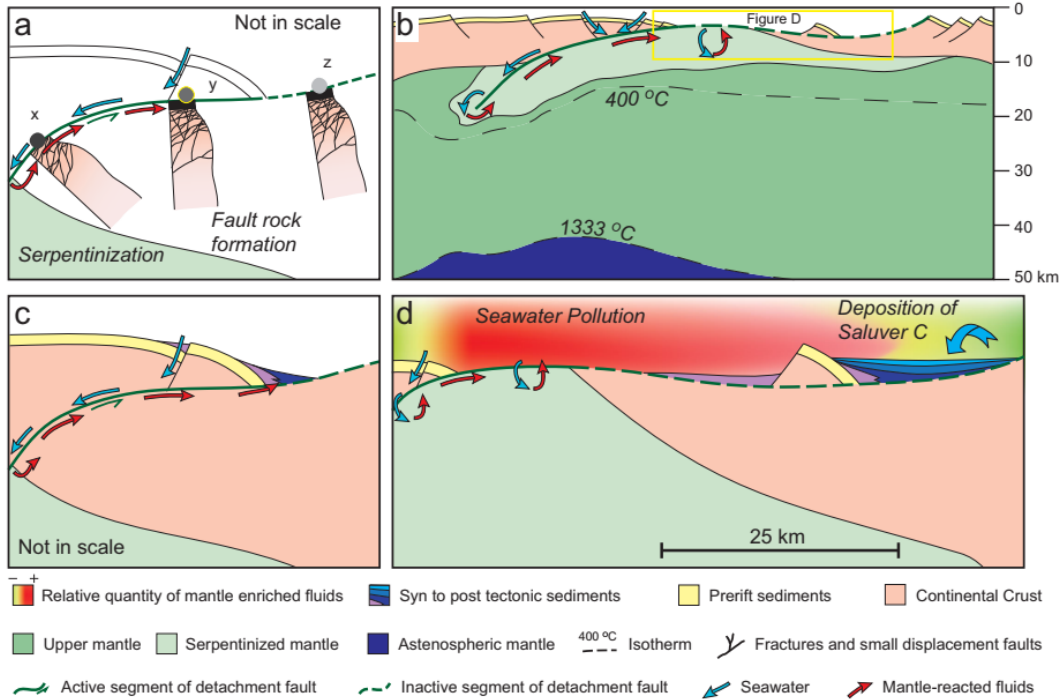 a
Not in scale
x
y
z
Fault rock
formation
Serpentinization
b
Figure D
400 °C
1333 °C
0
10
20
30
40
50 km
c
Not in scale
d
Seawater Pollution
Deposition of
Saluver C
25 km
− +
Relative quantity of mantle enriched fluids
Syn to post tectonic sediments
Prerift sediments
Continental Crust
Upper mantle
Serpentinized mantle
Astenospheric mantle
400 °C
Isotherm
Fractures and small displacement faults
Active segment of detachment fault
Inactive segment of detachment fault
Seawater
Mantle-reacted fluids